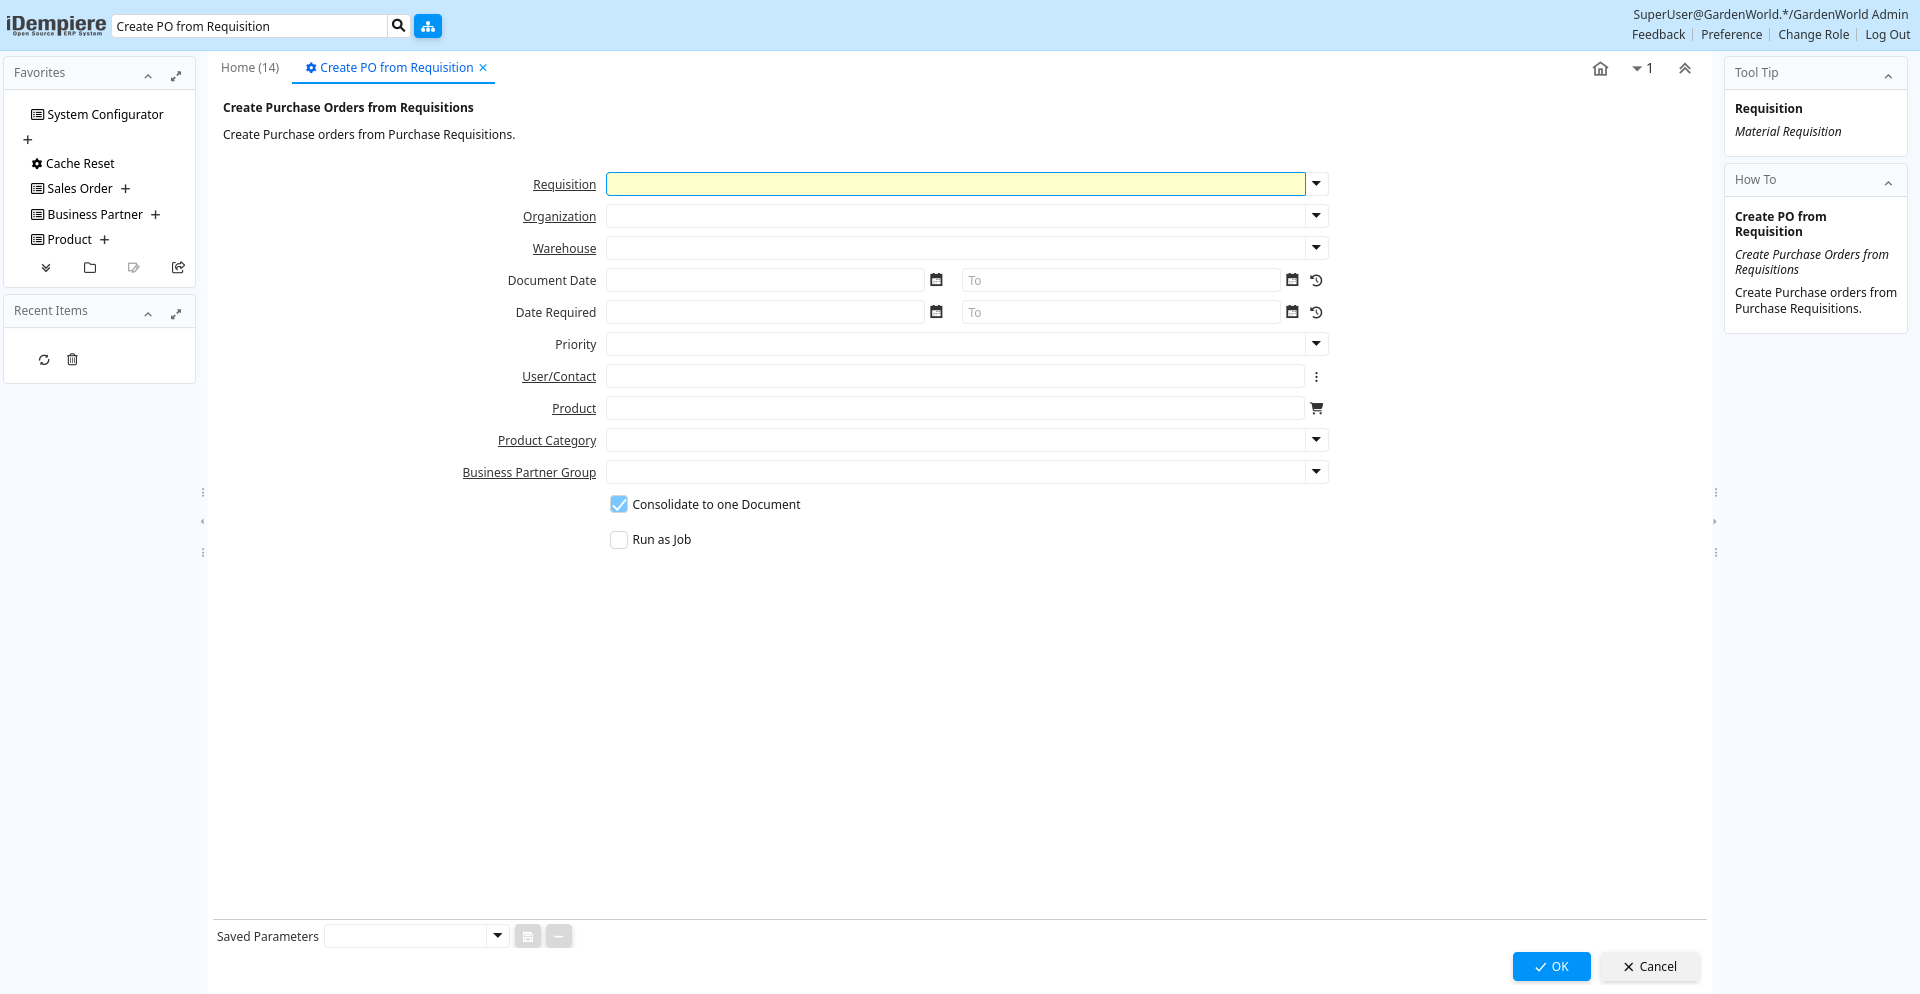 iDempiere
Open Source ERP System
Create PO from Requisition
SuperUser@GardenWorld.*/GardenWorld Admin
Feedback
Preference
Change Role
Log Out
Favorites
System Configurator
Cache Reset
Sales Order
Business Partner
Product
Recent Items
Home (14)
Create PO from Requisition
1
Create Purchase Orders from Requisitions
Create Purchase orders from Purchase Requisitions.
Requisition
Organization
Warehouse
Document Date
To
Date Required
To
Priority
User/Contact
Product
Product Category
Business Partner Group
Consolidate to one Document
Run as Job
Saved Parameters
OK
Cancel
Tool Tip
Requisition
Material Requisition
How To
Create PO from
Requisition
Create Purchase Orders from
Requisitions
Create Purchase orders from
Purchase Requisitions.